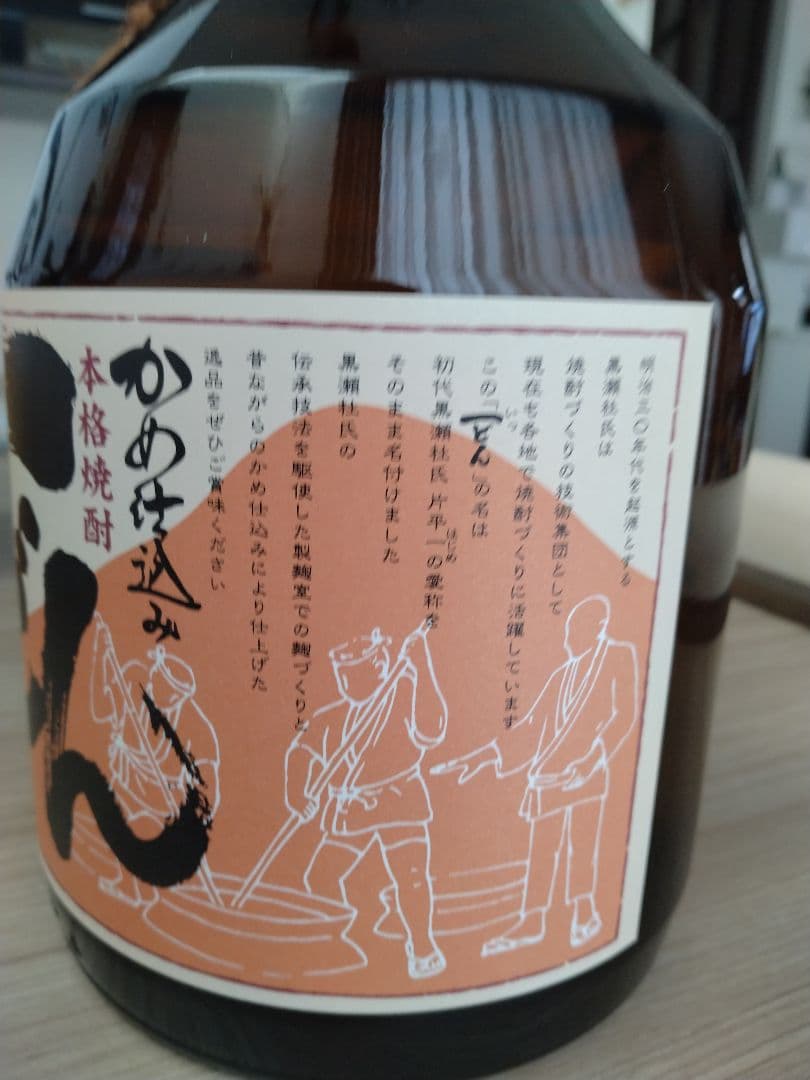 明治三〇年代を起源とする
黒瀬杜氏は
焼酎づくりの技術集団として
現在も各地で焼酎づくりに活躍しています
この「一どん」の名は
いっ
初代黒瀬杜氏 片平一の愛称を
はじめ
そのまま名付けました
黒瀬杜氏の
伝承技法を駆使した製麹室での麹づくりと
昔ながらのかめ仕込みにより仕上げた
逸品をぜひご賞味ください
かめ仕込み
本格焼酎
どん